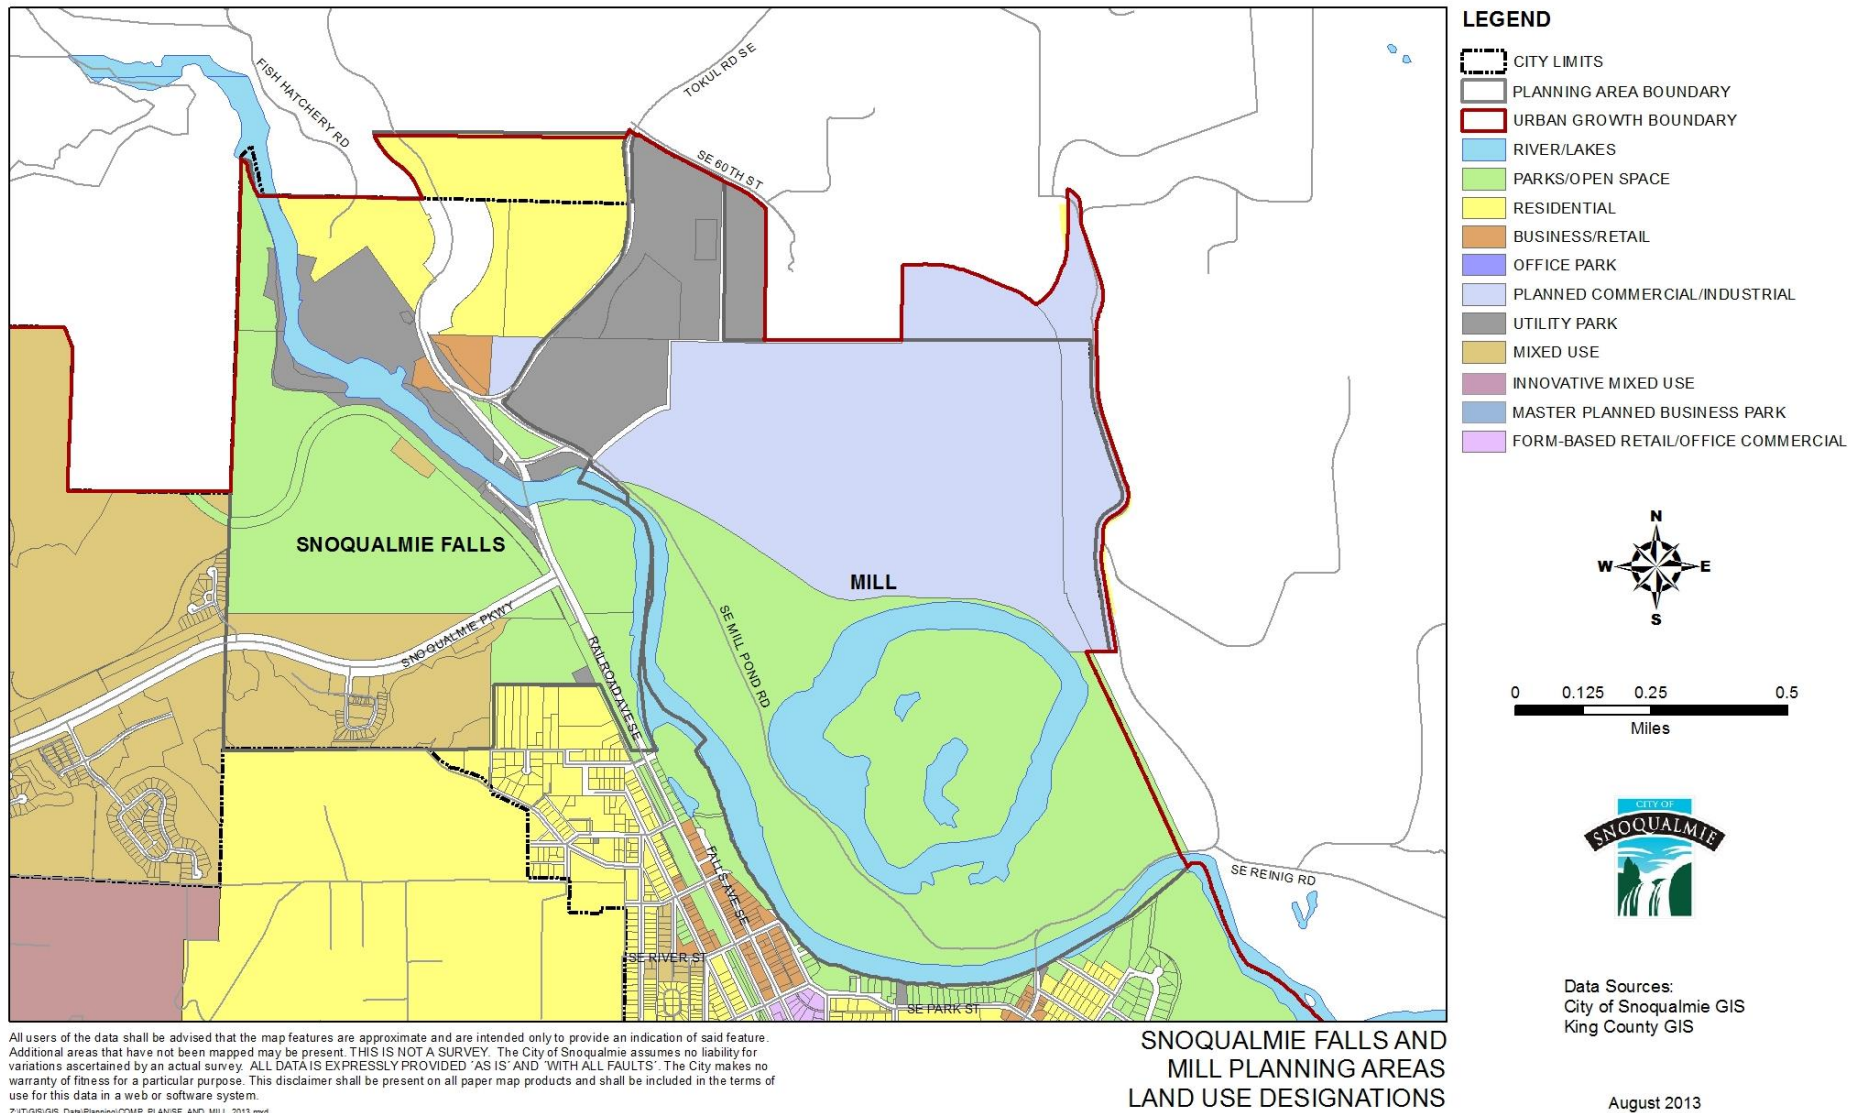 FISH HATCHERY RD
TOKUL RD SE
SE 60TH ST
SNOQUALMIE FALLS
MILL
SNOQUALMIE PKWY
RAILROAD AVE SE
SE MILL POND RD
FALLS AVE SE
SE RIVER ST
SE PARK ST
SE REINIG RD
LEGEND
CITY LIMITS
PLANNING AREA BOUNDARY
URBAN GROWTH BOUNDARY
RIVER/LAKES
PARKS/OPEN SPACE
RESIDENTIAL
BUSINESS/RETAIL
OFFICE PARK
PLANNED COMMERCIAL/INDUSTRIAL
UTILITY PARK
MIXED USE
INNOVATIVE MIXED USE
MASTER PLANNED BUSINESS PARK
FORM-BASED RETAIL/OFFICE COMMERCIAL
N
W E
S
0 0.125 0.25 0.5
Miles
CITY OF
SNOQUALMIE
Data Sources:
City of Snoqualmie GIS
King County GIS
August 2013
SNOQUALMIE FALLS AND
MILL PLANNING AREAS
LAND USE DESIGNATIONS
All users of the data shall be advised that the map features are approximate and are intended only to provide an indication of said feature.
Additional areas that have not been mapped may be present. THIS IS NOT A SURVEY. The City of Snoqualmie assumes no liability for
variations ascertained by an actual survey. ALL DATA IS EXPRESSLY PROVIDED 'AS IS' AND 'WITH ALL FAULTS'. The City makes no
warranty of fitness for a particular purpose. This disclaimer shall be present on all paper map products and shall be included in the terms of
use for this data in a web or software system.